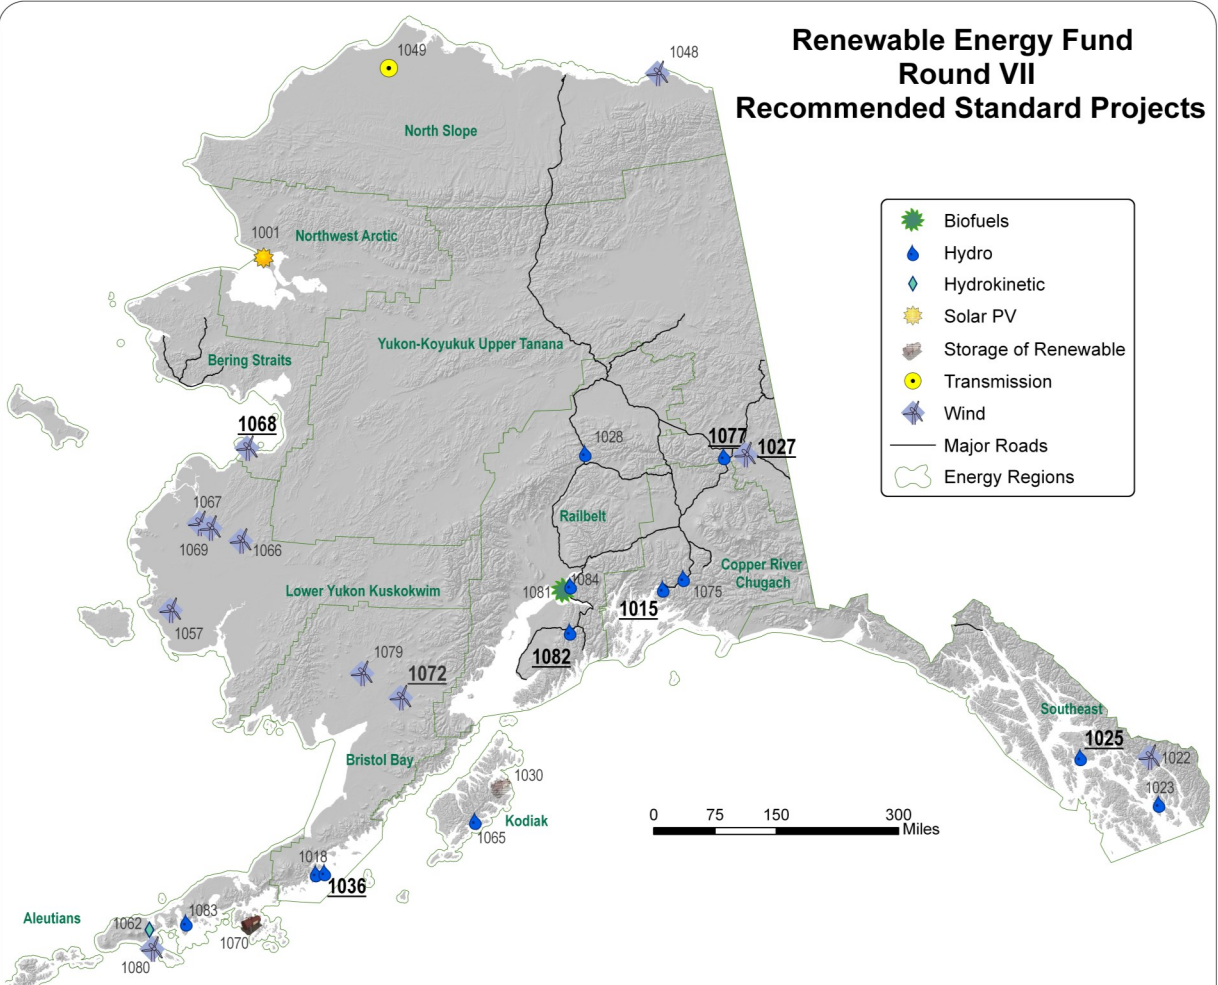 Renewable Energy Fund
Round VII
Recommended Standard Projects
1049
1048
North Slope
1001
Northwest Arctic
Biofuels
Hydro
Hydrokinetic
Solar PV
Storage of Renewable
Transmission
Wind
Major Roads
Energy Regions
Yukon-Koyukuk Upper Tanana
Bering Straits
1068
1028
1077
1027
1067
1069
1066
Railbelt
Copper River
Chugach
Lower Yukon Kuskokwim
1081
1084
1075
1015
1057
1082
1079
1072
Southeast
1025
1022
1023
Bristol Bay
1030
Kodiak
1065
0 75 150 300
Miles
1018
1036
Aleutians
1062
1083
1070
1080